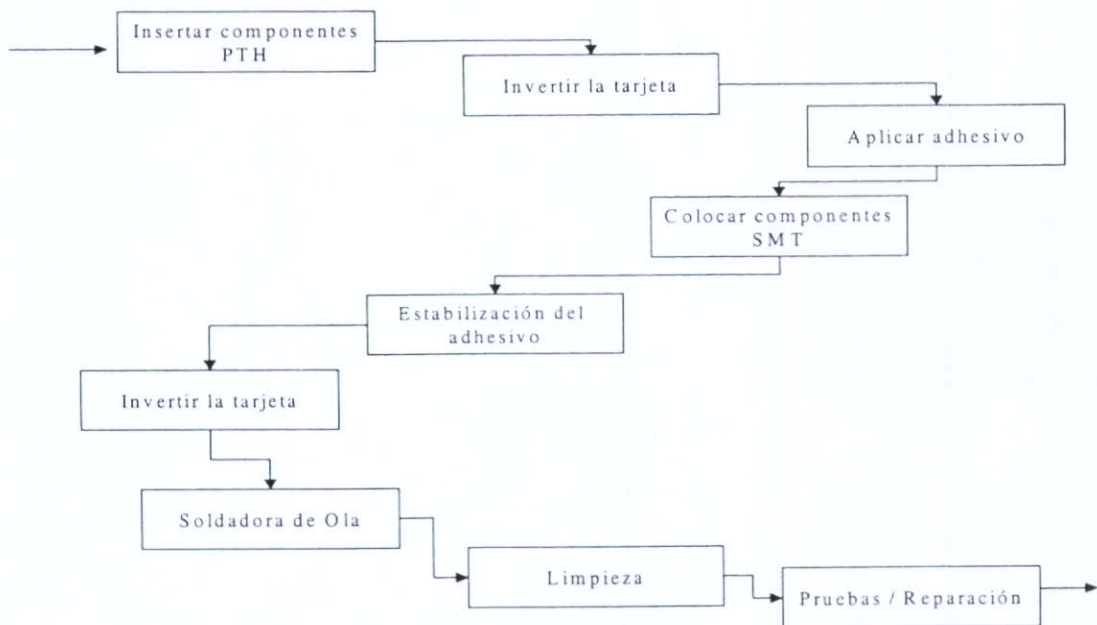 Insertar componentes
PTH
Invertir la tarjeta
Aplicar adhesivo
Colocar componentes
SMT
Estabilización del
adhesivo
Invertir la tarjeta
Soldadora de Ola
Limpieza
Pruebas / Reparación